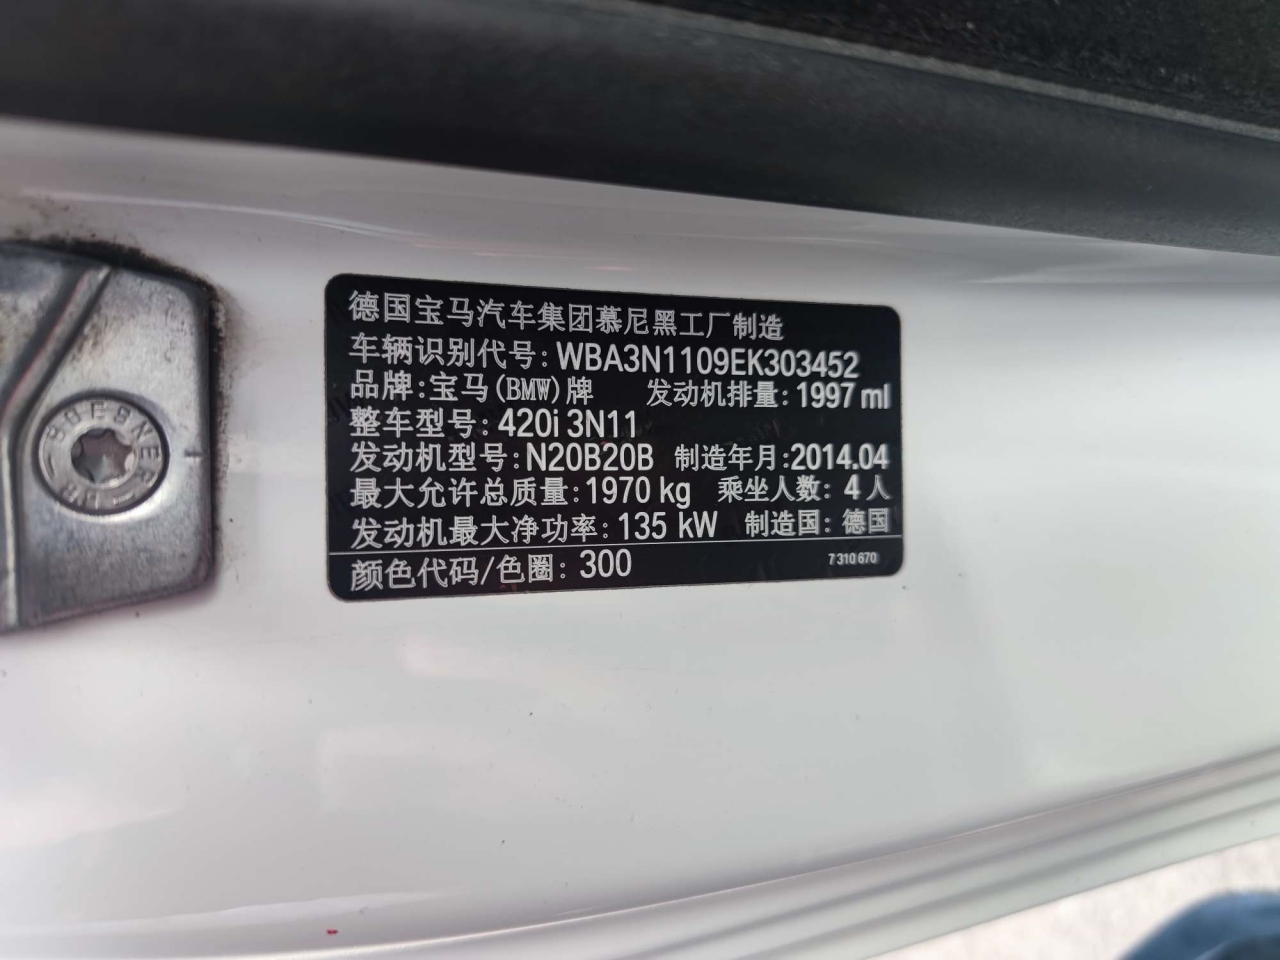 德国宝马汽车集团慕尼黑工厂制造
车辆识别代号: WBA3N1109EK303452
品牌:宝马(BMW)牌 发动机排量: 1997 ml
整车型号: 420i 3N11
发动机型号: N20B20B 制造年月:2014.04
最大允许总质量: 1970 kg 乘坐人数: 4 人
发动机最大净功率: 135 kW 制造国: 德国
颜色代码/色圈: 300 7 310 670